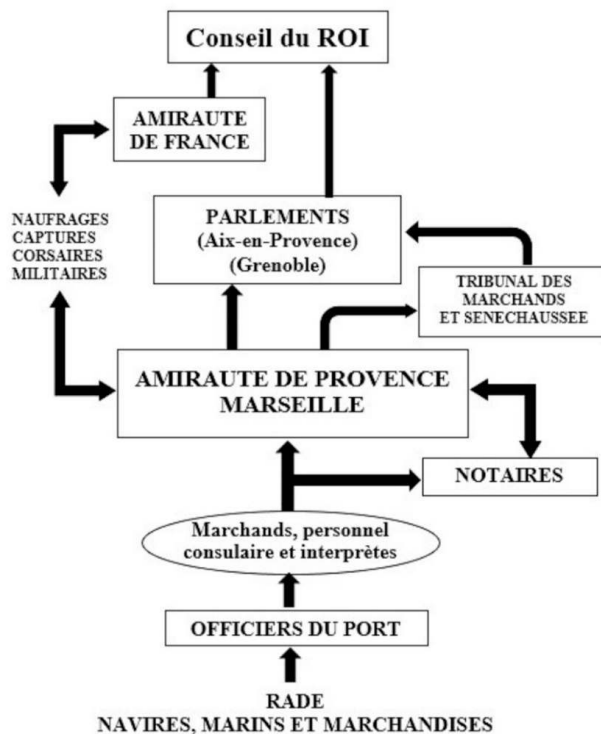 Conseil du ROI
AMIRAUTE
DE FRANCE
NAUFRAGES
CAPTURES
CORSAIRES
MILITAIRES
PARLEMENTS
(Aix-en-Provence)
(Grenoble)
TRIBUNAL DES
MARCHANDS
ET SENECHAUSSEE
AMIRAUTE DE PROVENCE
MARSEILLE
NOTAIRES
Marchands, personnel
consulaire et interprètes
OFFICIERS DU PORT
RADE
NAVIRES, MARINS ET MARCHANDISES